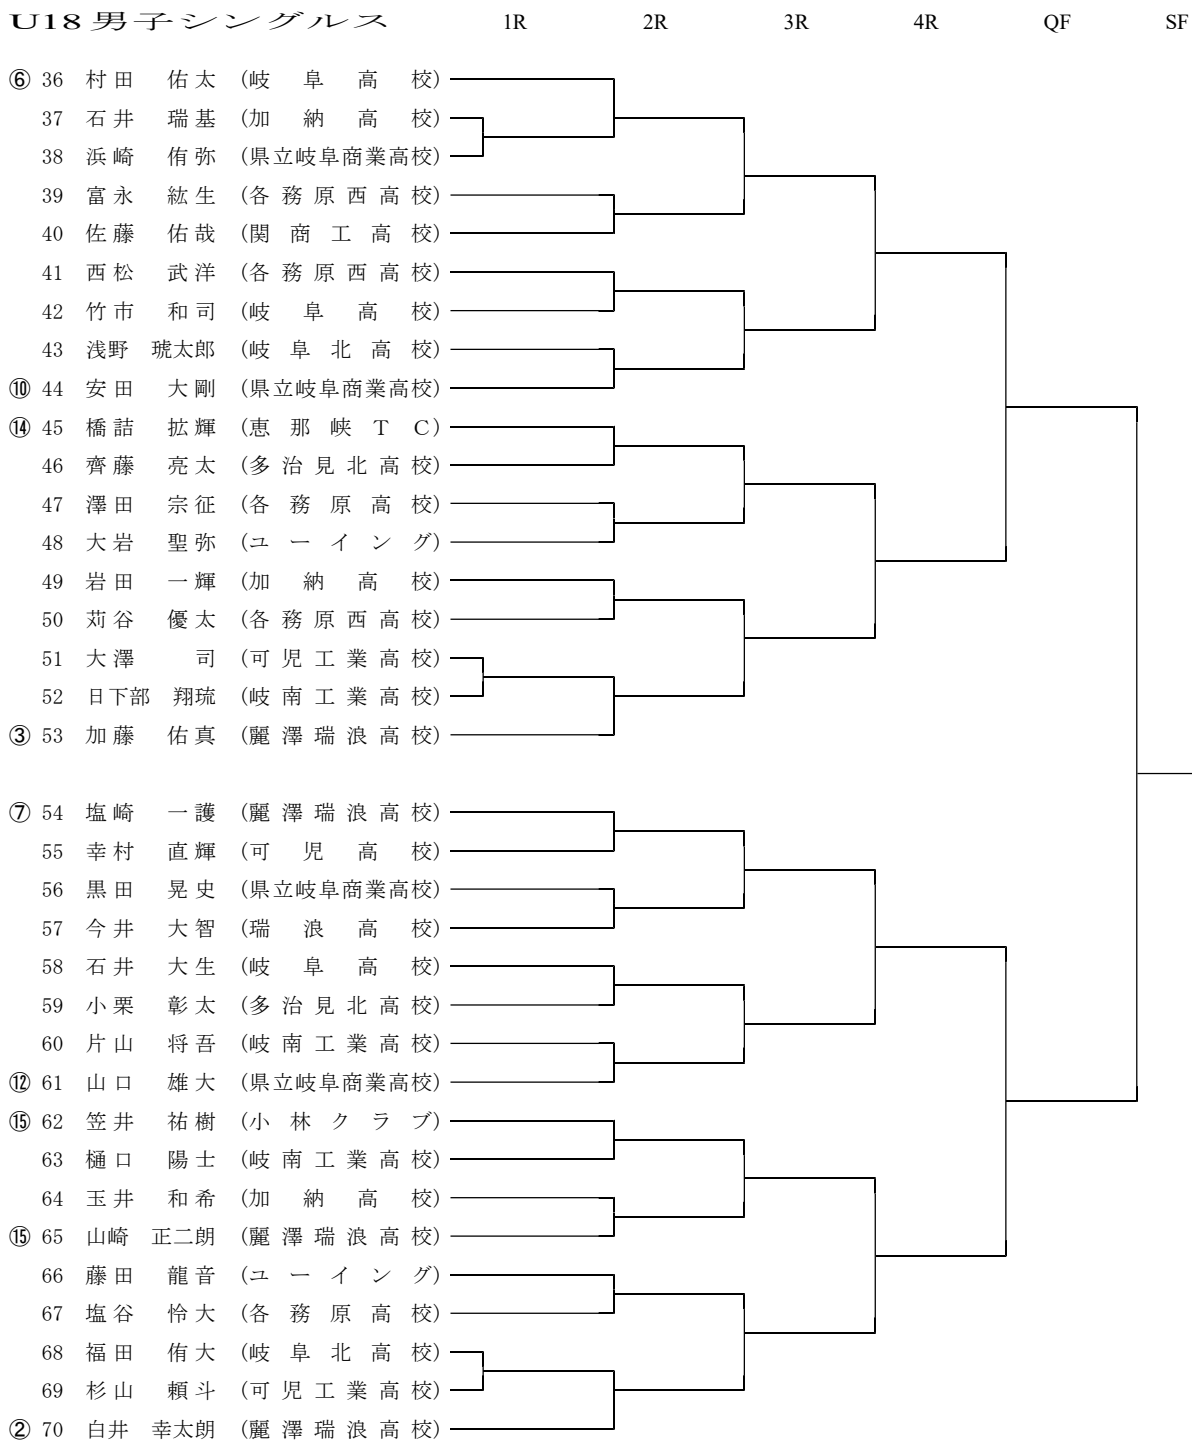 U18男子シングルス 1R 2R 3R 4R QF SF
⑥ 36 村田 佑太 (岐阜高校)
37 石井 瑞基 (加納高校)
38 浜崎 侑弥 (県立岐阜商業高校)
39 富永 紘生 (各務原西高校)
40 佐藤 佑哉 (関商工高校)
41 西松 武洋 (各務原西高校)
42 竹市 和司 (岐阜高校)
43 浅野 琥太郎 (岐阜北高校)
⑩ 44 安田 大剛 (県立岐阜商業高校)
⑭ 45 橋詰 拡輝 (恵那峡TC)
46 齊藤 亮太 (多治見北高校)
47 澤田 宗征 (各務原高校)
48 大岩 聖弥 (ユーイング)
49 岩田 一輝 (加納高校)
50 苅谷 優太 (各務原西高校)
51 大澤 司 (可児工業高校)
52 日下部 翔琉 (岐南工業高校)
③ 53 加藤 佑真 (麗澤瑞浪高校)
⑦ 54 塩崎 一護 (麗澤瑞浪高校)
55 幸村 直輝 (可児高校)
56 黒田 晃史 (県立岐阜商業高校)
57 今井 大智 (瑞浪高校)
58 石井 大生 (岐阜高校)
59 小栗 彰太 (多治見北高校)
60 片山 将吾 (岐南工業高校)
⑫ 61 山口 雄大 (県立岐阜商業高校)
⑮ 62 笠井 祐樹 (小林クラブ)
63 樋口 陽士 (岐南工業高校)
64 玉井 和希 (加納高校)
⑮ 65 山崎 正二朗 (麗澤瑞浪高校)
66 藤田 龍音 (ユーイング)
67 塩谷 怜大 (各務原高校)
68 福田 侑大 (岐阜北高校)
69 杉山 頼斗 (可児工業高校)
② 70 白井 幸太朗 (麗澤瑞浪高校)